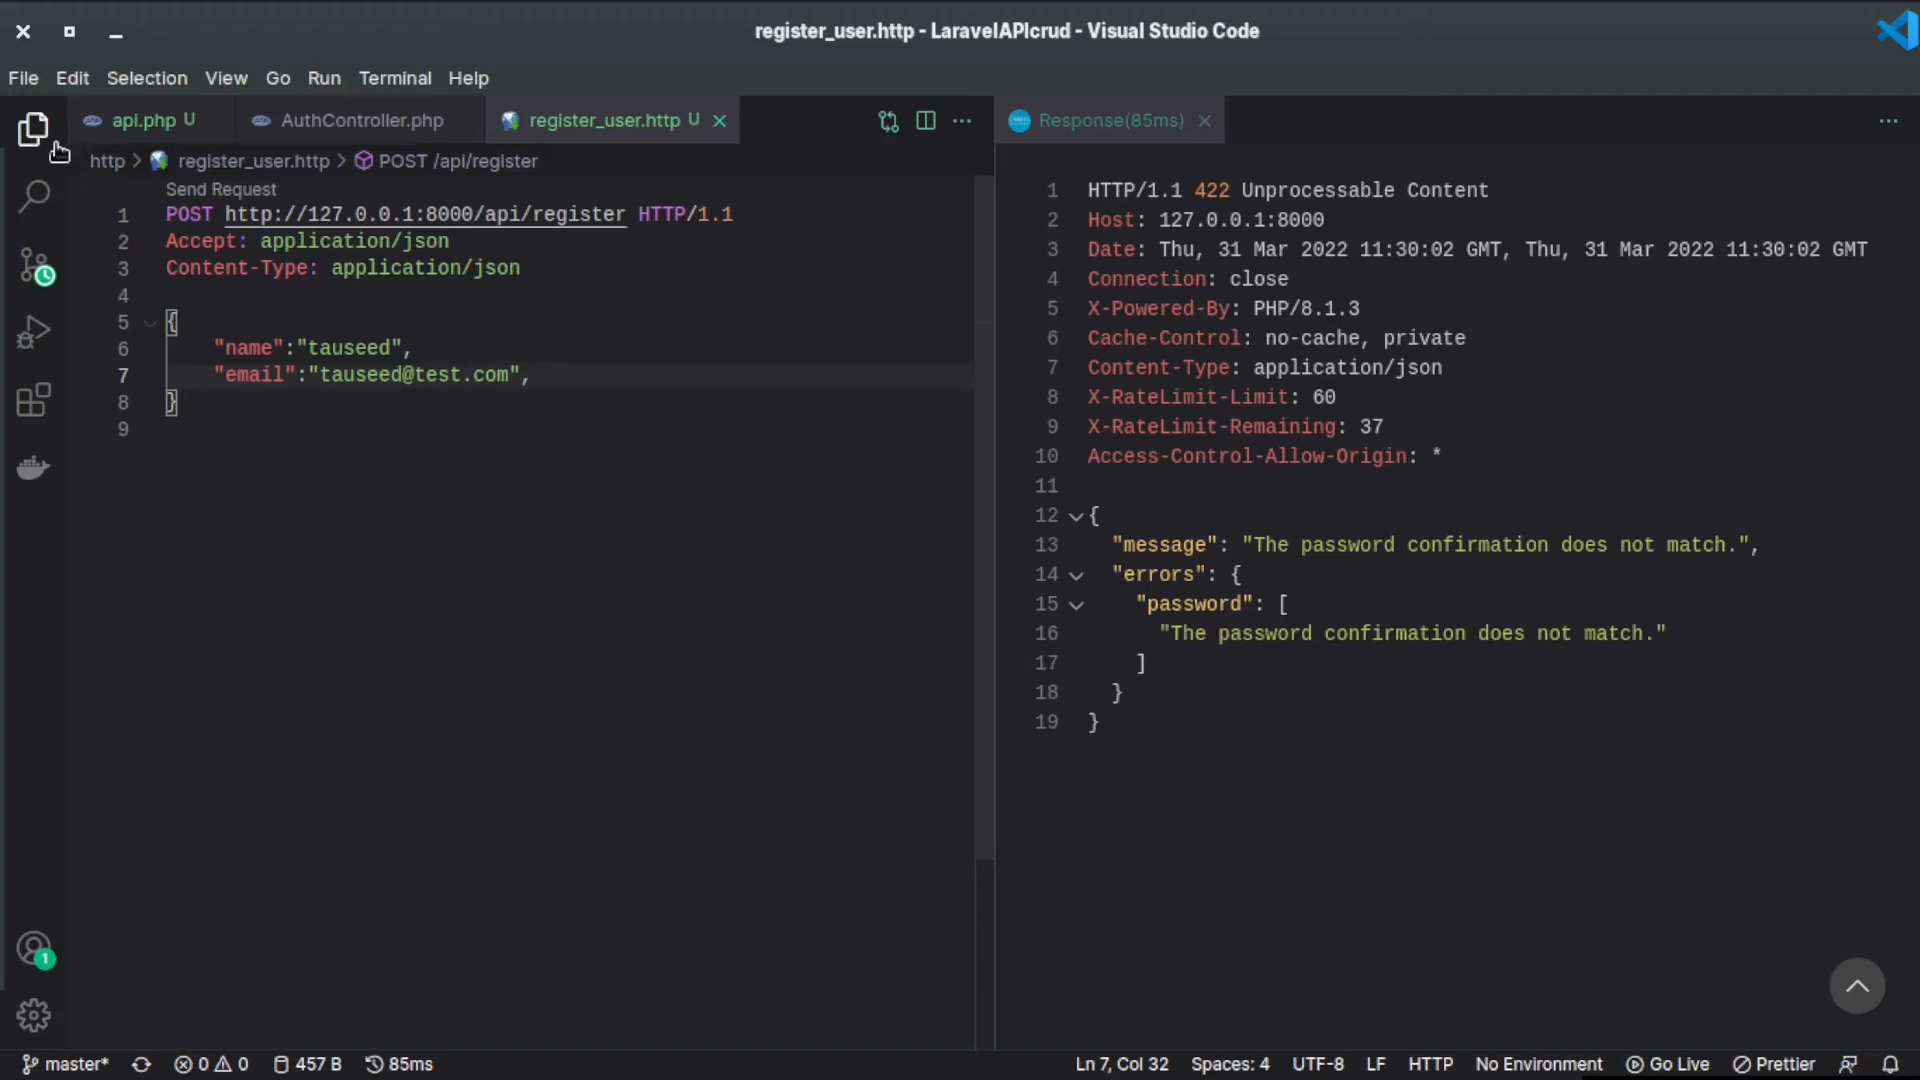 register_user.http - LaravelAPIcrud - Visual Studio Code
File Edit Selection View Go Run Terminal Help
api.php U AuthController.php register_user.http U Response(85ms)
http > register_user.http > POST /api/register
Send Request
1 POST http://127.0.0.1:8000/api/register HTTP/1.1
2 Accept: application/json
3 Content-Type: application/json
4
5 {
6 "name":"tauseed",
7 "email":"tauseed@test.com",
8 }
9
1 HTTP/1.1 422 Unprocessable Content
2 Host: 127.0.0.1:8000
3 Date: Thu, 31 Mar 2022 11:30:02 GMT, Thu, 31 Mar 2022 11:30:02 GMT
4 Connection: close
5 X-Powered-By: PHP/8.1.3
6 Cache-Control: no-cache, private
7 Content-Type: application/json
8 X-RateLimit-Limit: 60
9 X-RateLimit-Remaining: 37
10 Access-Control-Allow-Origin: *
11
12 {
13 "message": "The password confirmation does not match.",
14 "errors": {
15 "password": [
16 "The password confirmation does not match."
17 ]
18 }
19 }
1
master* 0 0 457 B 85ms Ln 7, Col 32 Spaces: 4 UTF-8 LF HTTP No Environment Go Live Prettier